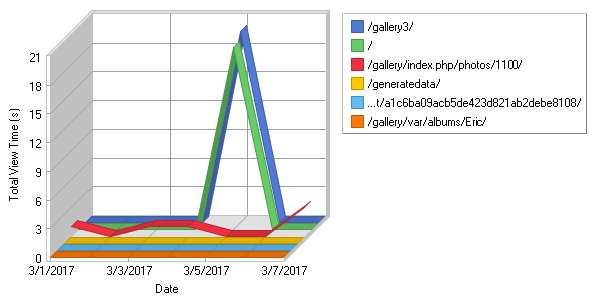 21
18
15
12
9
6
3
0
Total View Time (s)
3/1/2017
3/3/2017
3/5/2017
3/7/2017
Date
/gallery3/
/
/gallery/index.php/photos/1100/
/generatedata/
...t/a1c6ba09acb5de423d821ab2debe8108/
/gallery/var/albums/Eric/